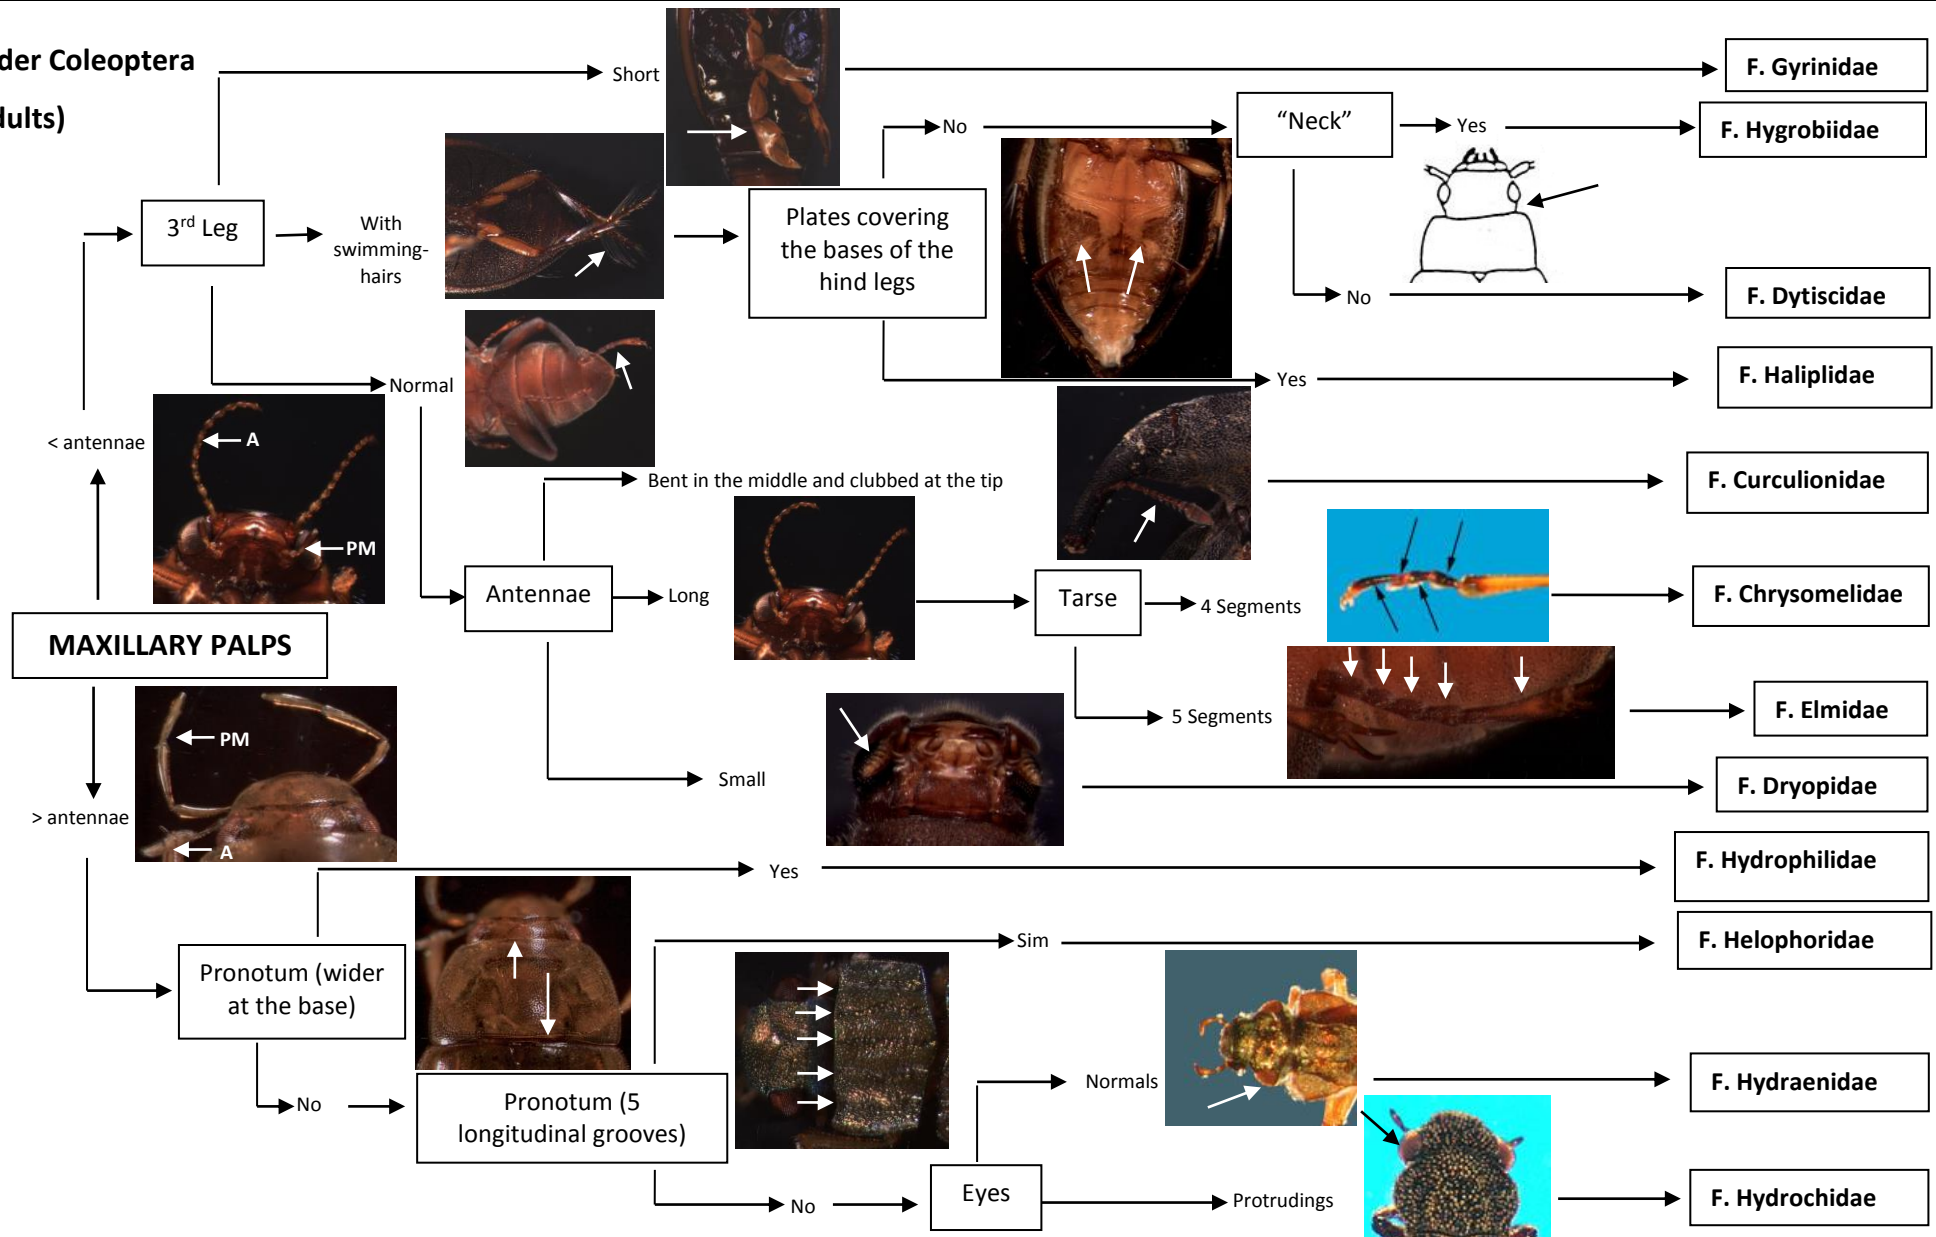 der Coleoptera
dults)
Short
F. Gyrinidae
No
“Neck”
Yes
F. Hygrobiidae
3rd Leg
With
swimming-
hairs
Plates covering
the bases of the
hind legs
No
F. Dytiscidae
Normal
Yes
F. Haliplidae
< antennae
A
PM
Bent in the middle and clubbed at the tip
F. Curculionidae
Antennae
Long
Tarse
4 Segments
F. Chrysomelidae
MAXILLARY PALPS
5 Segments
F. Elmidae
PM
A
> antennae
Small
F. Dryopidae
Yes
F. Hydrophilidae
Pronotum (wider
at the base)
Sim
F. Helophoridae
No
Pronotum (5
longitudinal grooves)
Normals
F. Hydraenidae
No
Eyes
Protrudings
F. Hydrochidae